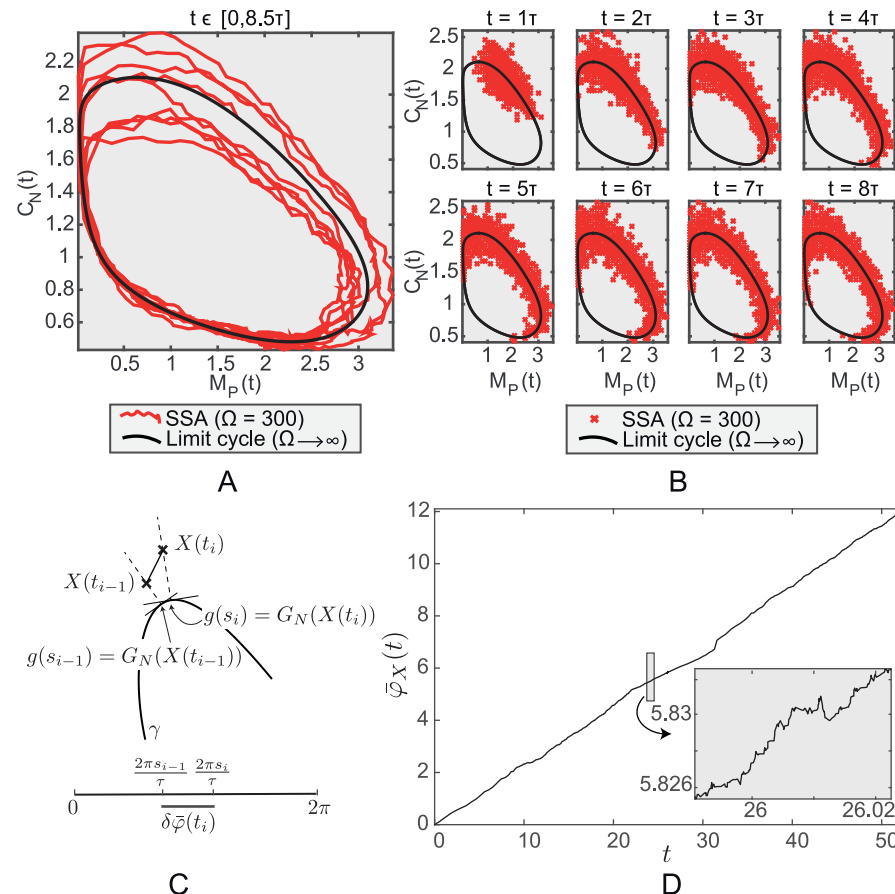 t ϵ [0,8.5τ]
C_N(t)
2.2
2
1.8
1.6
1.4
1.2
1
0.8
0.6
0.5 1 1.5 2 2.5 3
M_P(t)
SSA (Ω = 300)
Limit cycle (Ω→∞)
A
t = 1τ t = 2τ t = 3τ t = 4τ
C_N(t)
2.5
2
1.5
1
0.5
t = 5τ t = 6τ t = 7τ t = 8τ
C_N(t)
2.5
2
1.5
1
0.5
1 2 3 1 2 3 1 2 3 1 2 3
M_P(t) M_P(t) M_P(t) M_P(t)
SSA (Ω = 300)
Limit cycle (Ω→∞)
B
X(t_i)
X(t_{i−1})
g(s_i) = G_N(X(t_i))
g(s_{i−1}) = G_N(X(t_{i−1}))
γ
2πs_{i−1}/τ 2πs_i/τ
0 2π
δφ̄(t_i)
C
φ̄_X(t)
12
10
8
6
4
2
0
5.83
5.826
26 26.02
0 10 20 30 40 50
t
D